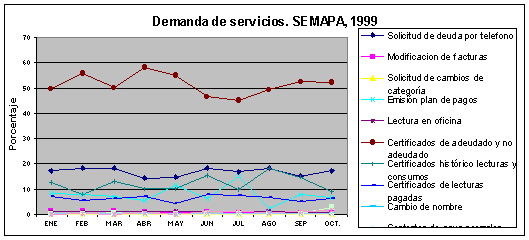 Demanda de servicios. SEMAPA, 1999
70
60
50
40
30
20
10
0
Porcentaje
ENE FEB MAR ABR MAY JUN JUL AGO SEP OCT.
Solicitud de deuda por telefono
Modificacion de facturas
Solicitud de cambios de
categoría
Emisión plan de pagos
Lectura en oficina
Certificados de adeudado y no
adeudado
Certificados histórico lecturas y
consumos
Certificados de lecturas
pagadas
Cambio de nombre